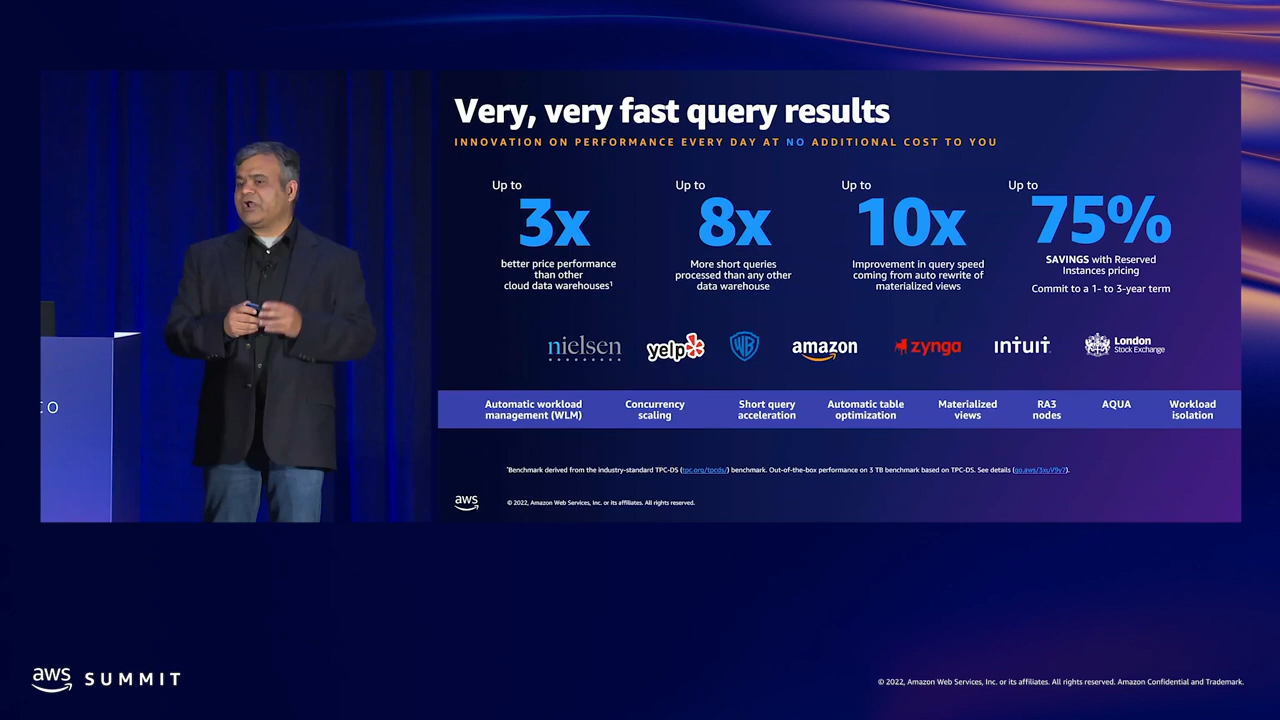 Very, very fast query results
INNOVATION ON PERFORMANCE EVERY DAY AT NO ADDITIONAL COST TO YOU
Up to
3x
better price performance
than other
cloud data warehouses¹
Up to
8x
More short queries
processed than any other
data warehouse
Up to
10x
Improvement in query speed
coming from auto rewrite of
materialized views
Up to
75%
SAVINGS with Reserved
Instances pricing
Commit to a 1- to 3-year term
nielsen
yelp
WB
amazon
zynga
intuit
London
Stock Exchange
Automatic workload
management (WLM)
Concurrency
scaling
Short query
acceleration
Automatic table
optimization
Materialized
views
RA3
nodes
AQUA
Workload
isolation
¹Benchmark derived from the industry-standard TPC-DS (tpc.org/tpcds/) benchmark. Out-of-the-box performance on 3 TB benchmark based on TPC-DS. See details
aws
© 2022, Amazon Web Services, Inc. or its affiliates. All rights reserved.
aws SUMMIT
© 2022, Amazon Web Services, Inc. or its affiliates. All rights reserved. Amazon Confidential and Trademark.